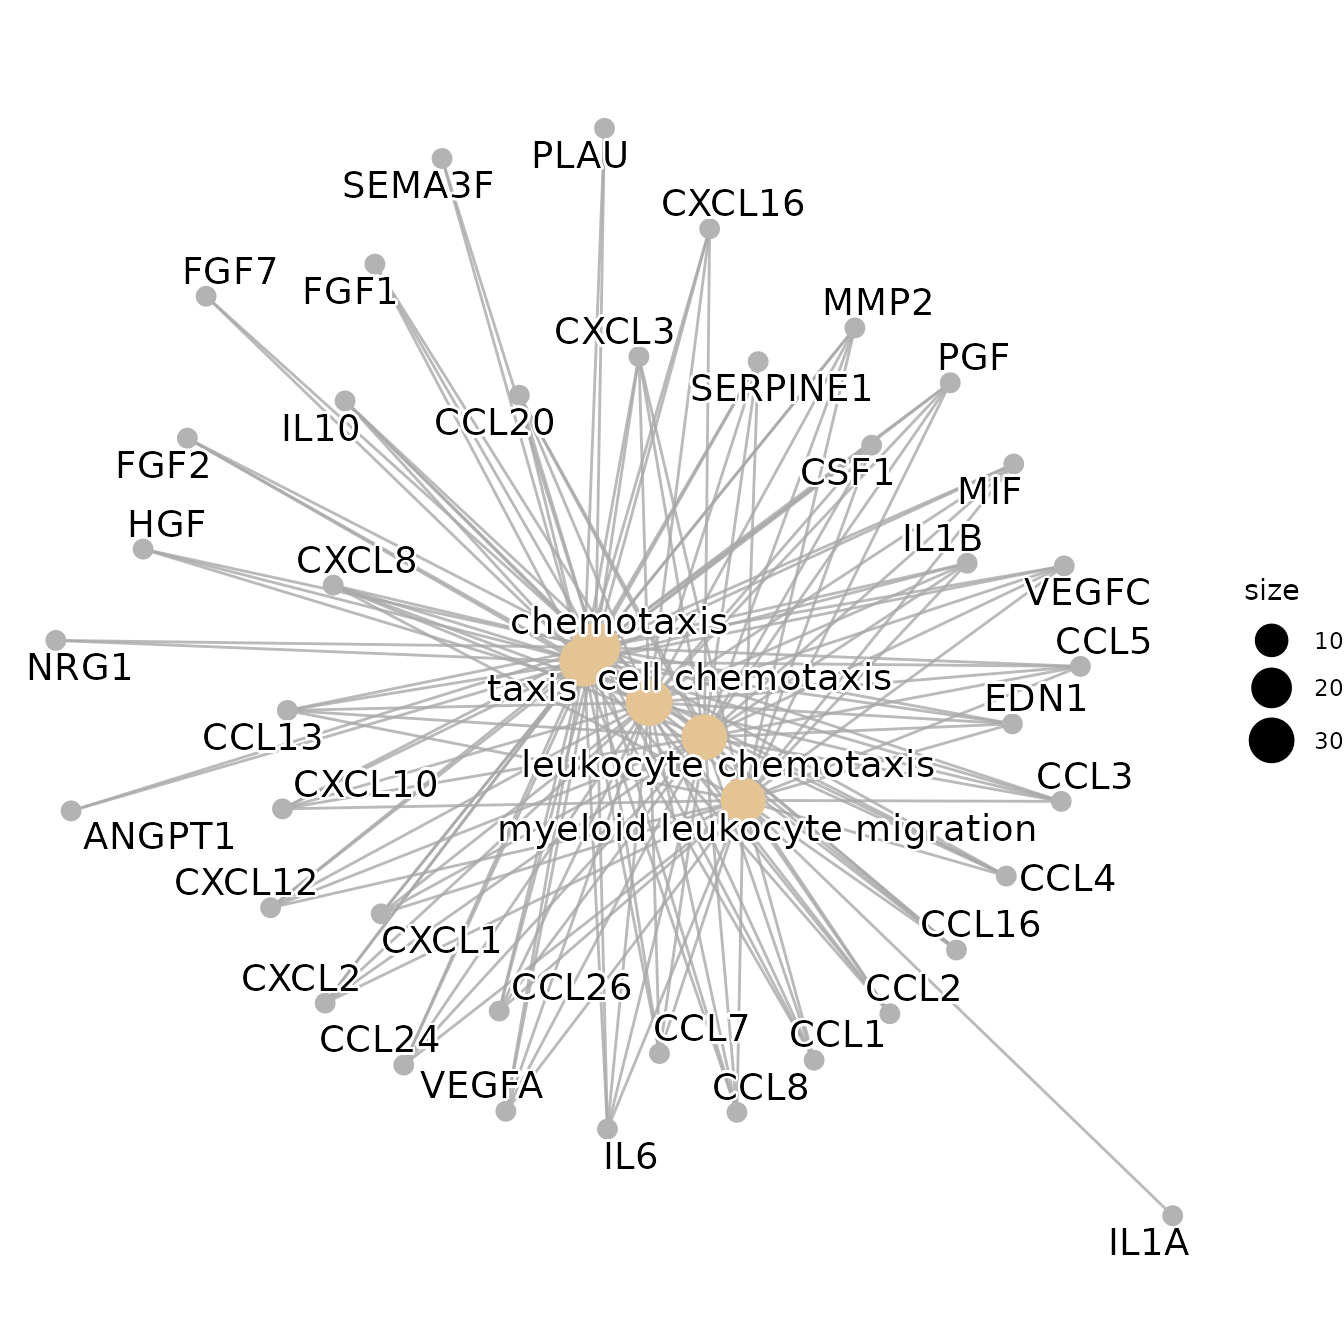 PLAU
SEMA3F
CXCL16
FGF7
FGF1
MMP2
CXCL3
PGF
SERPINE1
IL10
CCL20
FGF2
CSF1
MIF
HGF
IL1B
CXCL8
VEGFC
size
chemotaxis
CCL5
10
NRG1
cell chemotaxis
taxis
20
EDN1
CCL13
30
leukocyte chemotaxis
CCL3
CXCL10
myeloid leukocyte migration
ANGPT1
CXCL12
CCL4
CCL16
CXCL1
CXCL2
CCL26
CCL2
CCL24
CCL7
CCL1
VEGFA
CCL8
IL6
IL1A